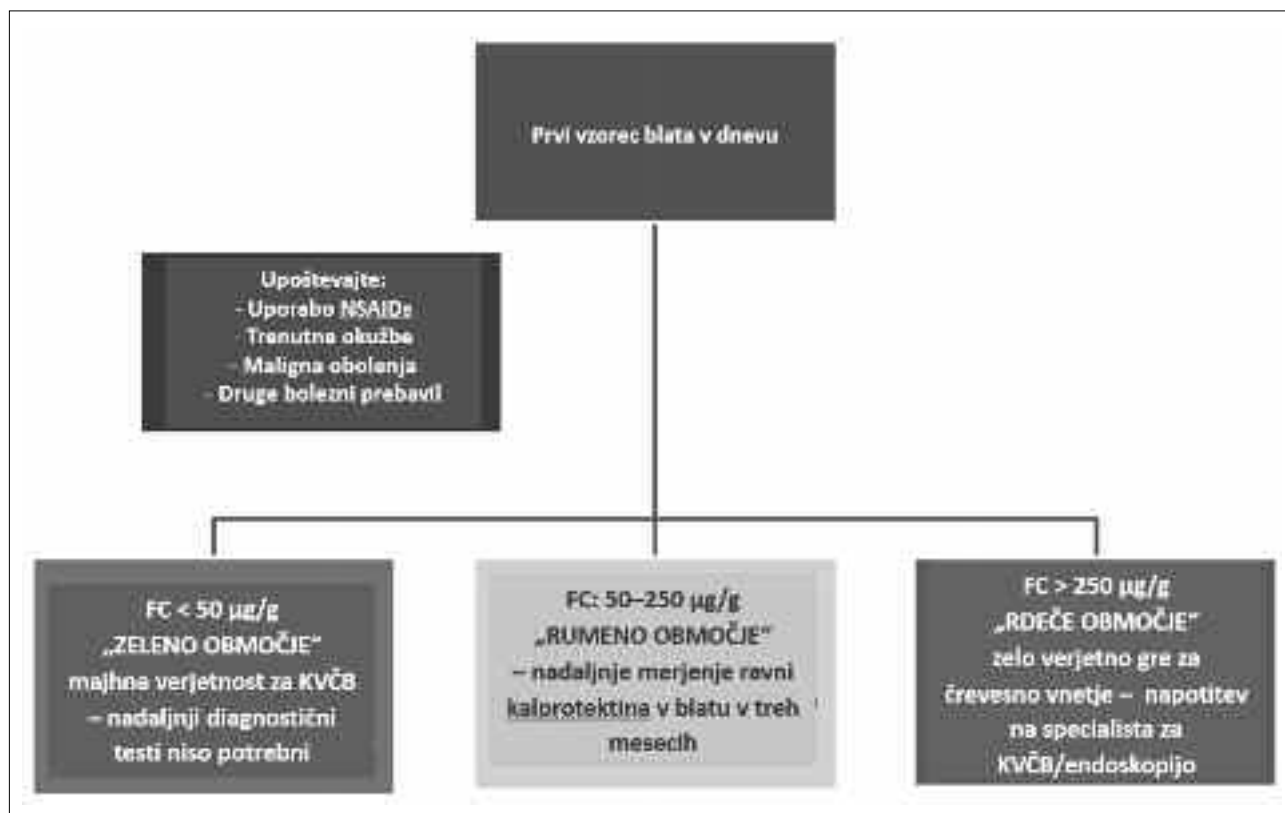 Prvi vzorec blata v dnevu
Upoštevajte:
- Uporabo NSAIDs
- Trenutna okužbe
- Maligna obolenja
- Druge bolezni prebavil
FC < 50 µg/g
„ZELENO OBMOČJE“
majhna verjetnost za KVČB
– nadaljnji diagnostični
testi niso potrebni
FC: 50–250 µg/g
„RUMENO OBMOČJE“
– nadaljnje merjenje ravni
kalprotektina v blatu v treh
mesecih
FC > 250 µg/g
„RDEČE OBMOČJE“
zelo verjetno gre za
črevesno vnetje – napotitev
na specialista za
KVČB/endoskopijo